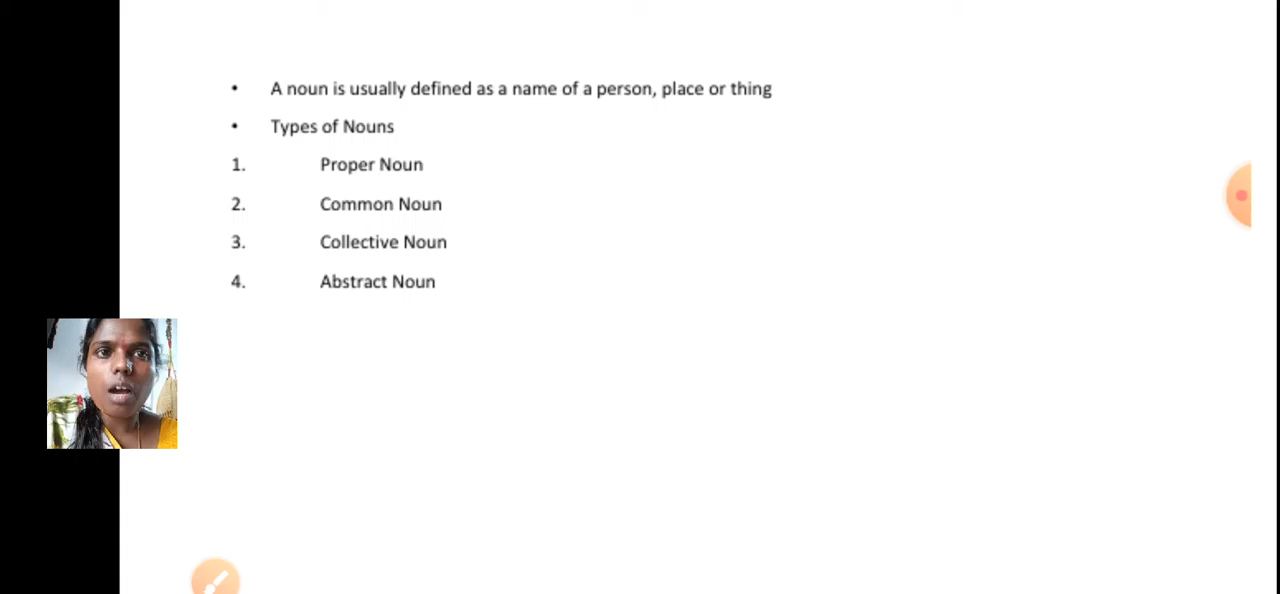 • A noun is usually defined as a name of a person, place or thing
• Types of Nouns
1. Proper Noun
2. Common Noun
3. Collective Noun
4. Abstract Noun